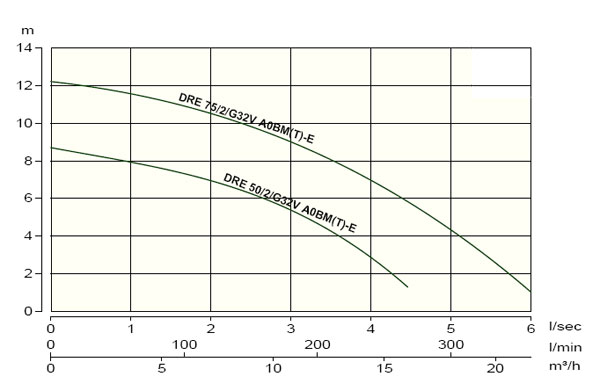 m
14
12
10
8
6
4
2
0
DRE 75/2/G32V A0BM(T)-E
DRE 50/2/G32V A0BM(T)-E
0 1 2 3 4 5 6 l/sec
0 100 200 300 l/min
0 5 10 15 20 m³/h